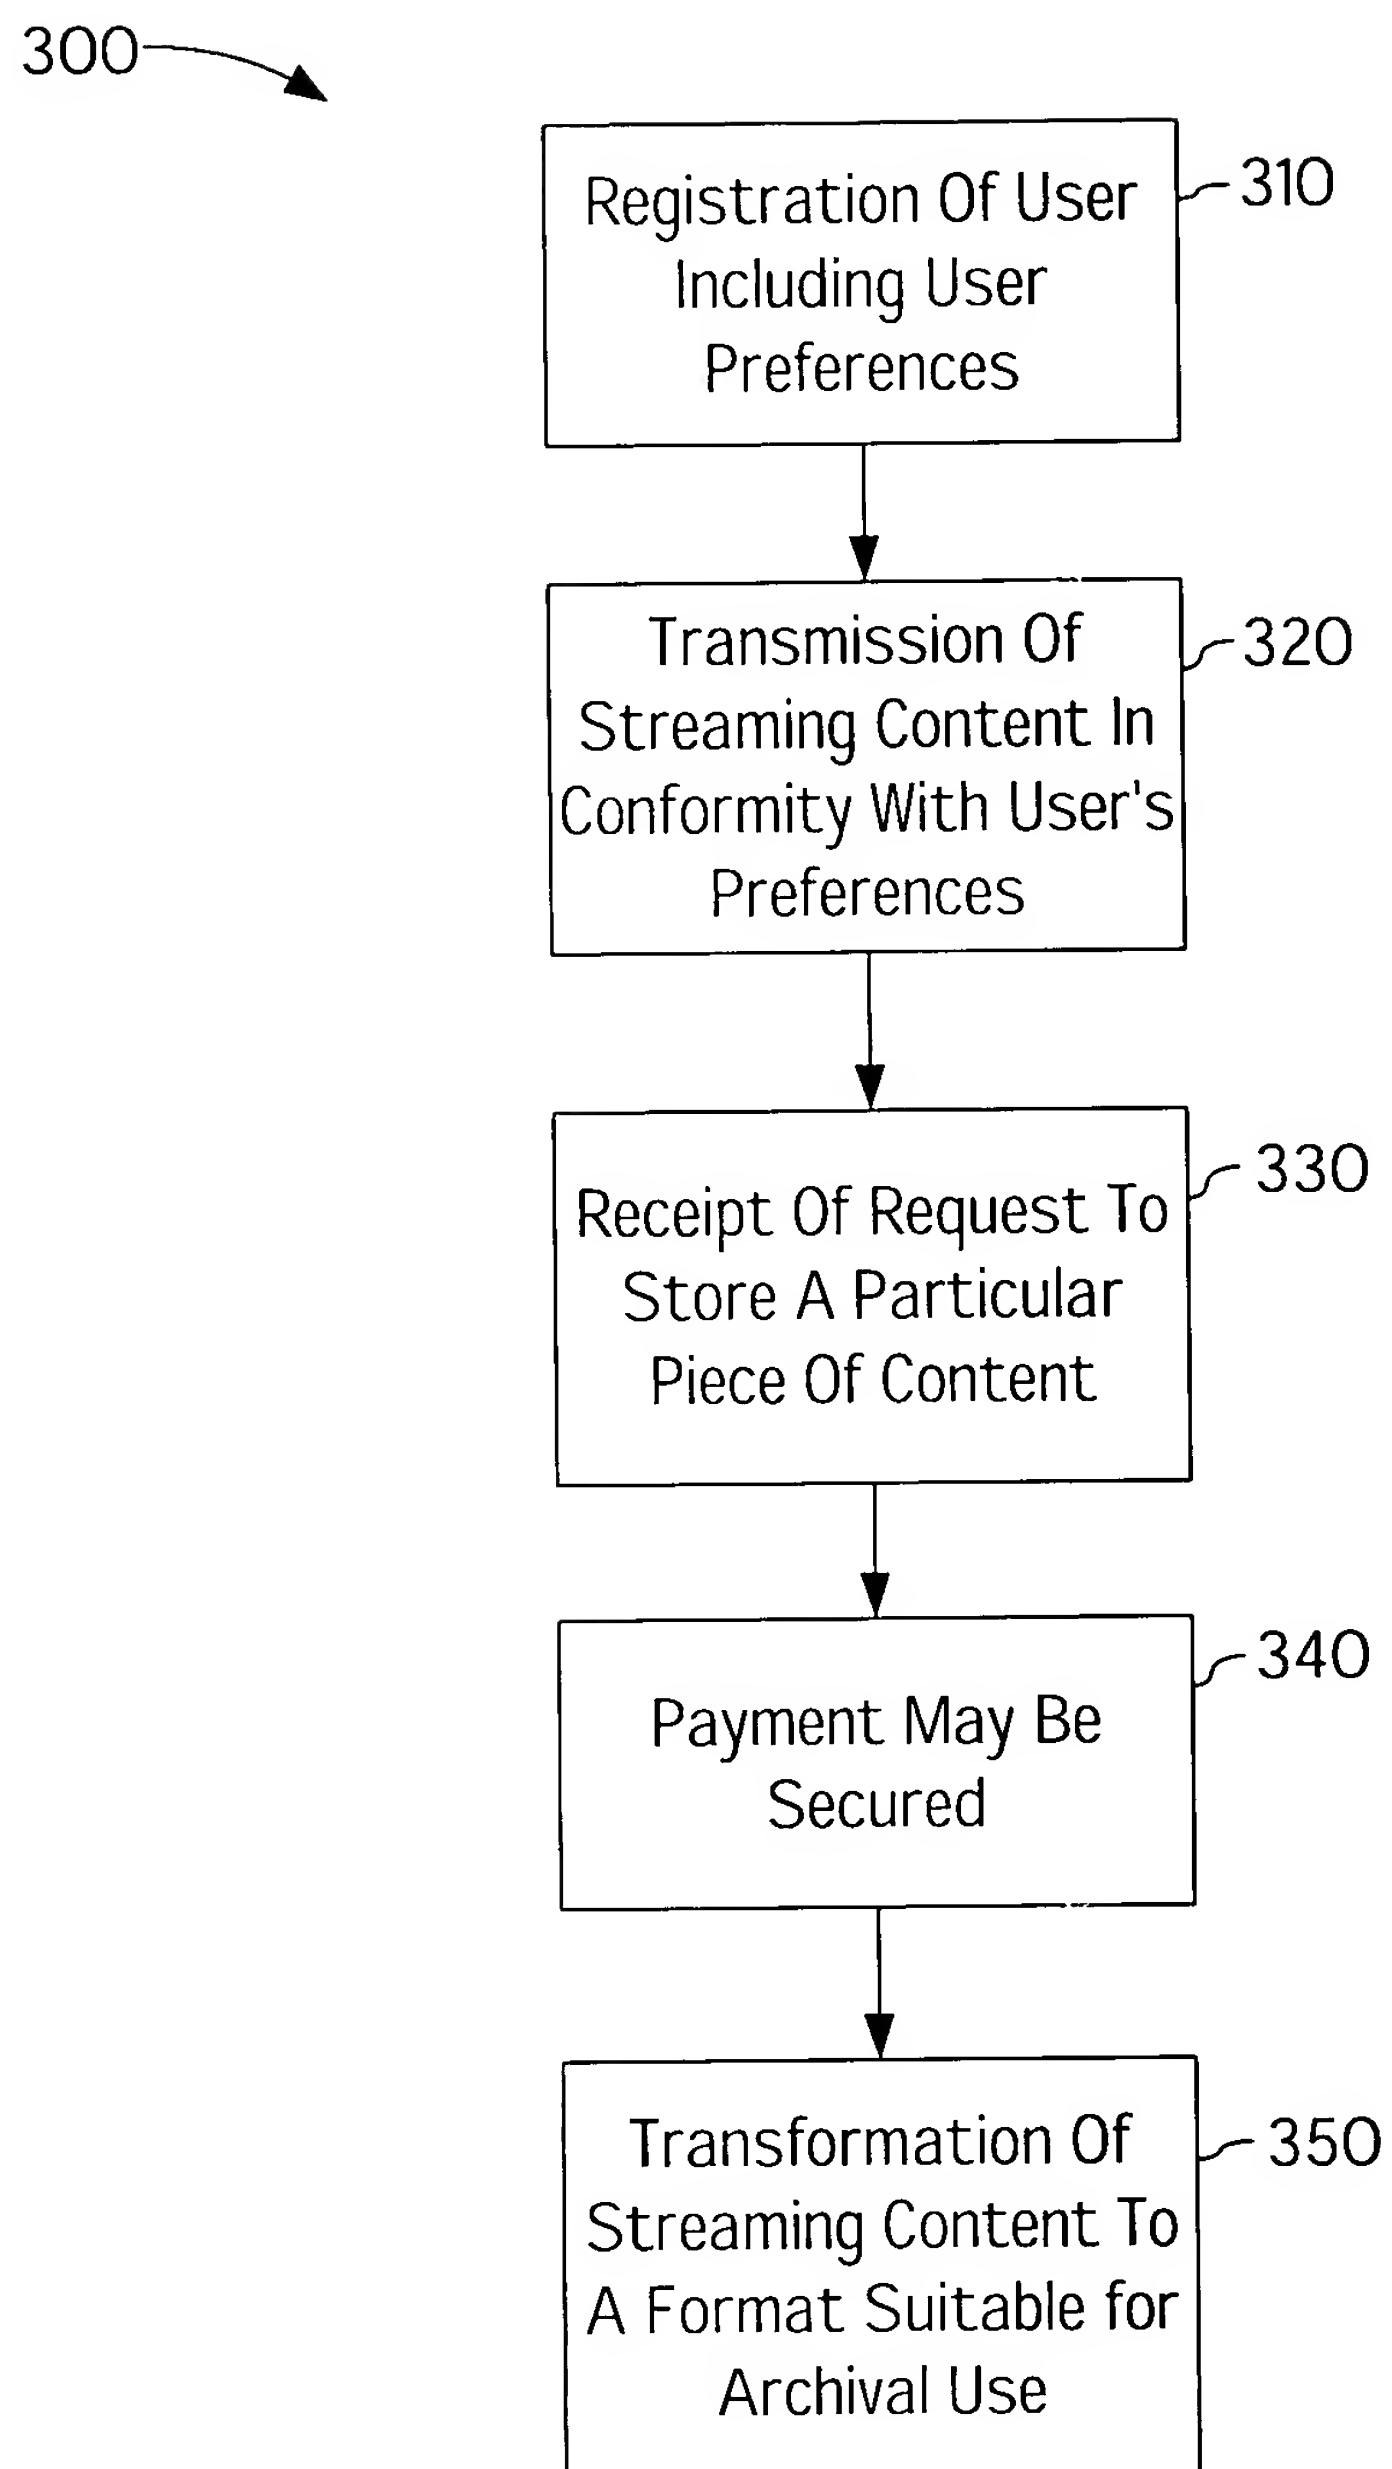 300
Registration Of User
Including User
Preferences
310
Transmission Of
Streaming Content In
Conformity With User's
Preferences
320
Receipt Of Request To
Store A Particular
Piece Of Content
330
Payment May Be
Secured
340
Transformation Of
Streaming Content To
A Format Suitable for
Archival Use
350